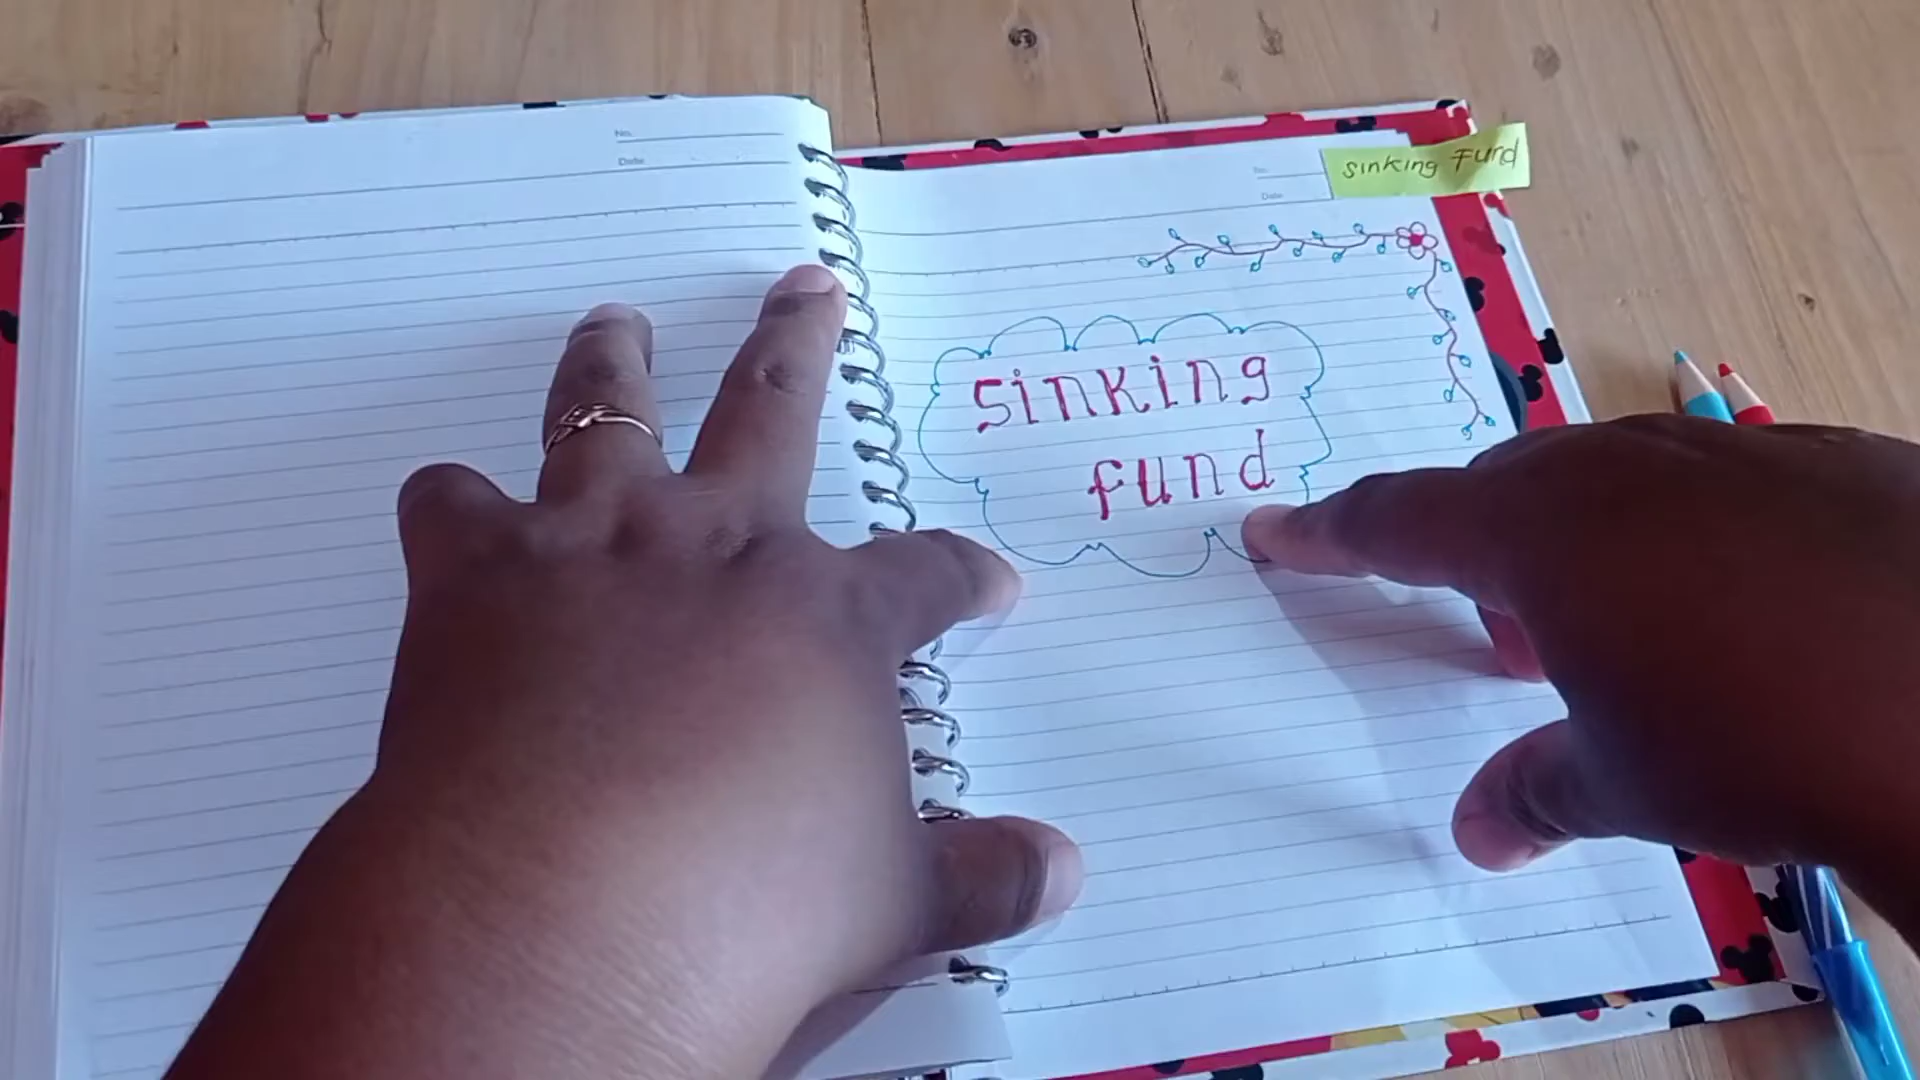 No.
Date
No.
Date
sinking Fund
sinking
fund